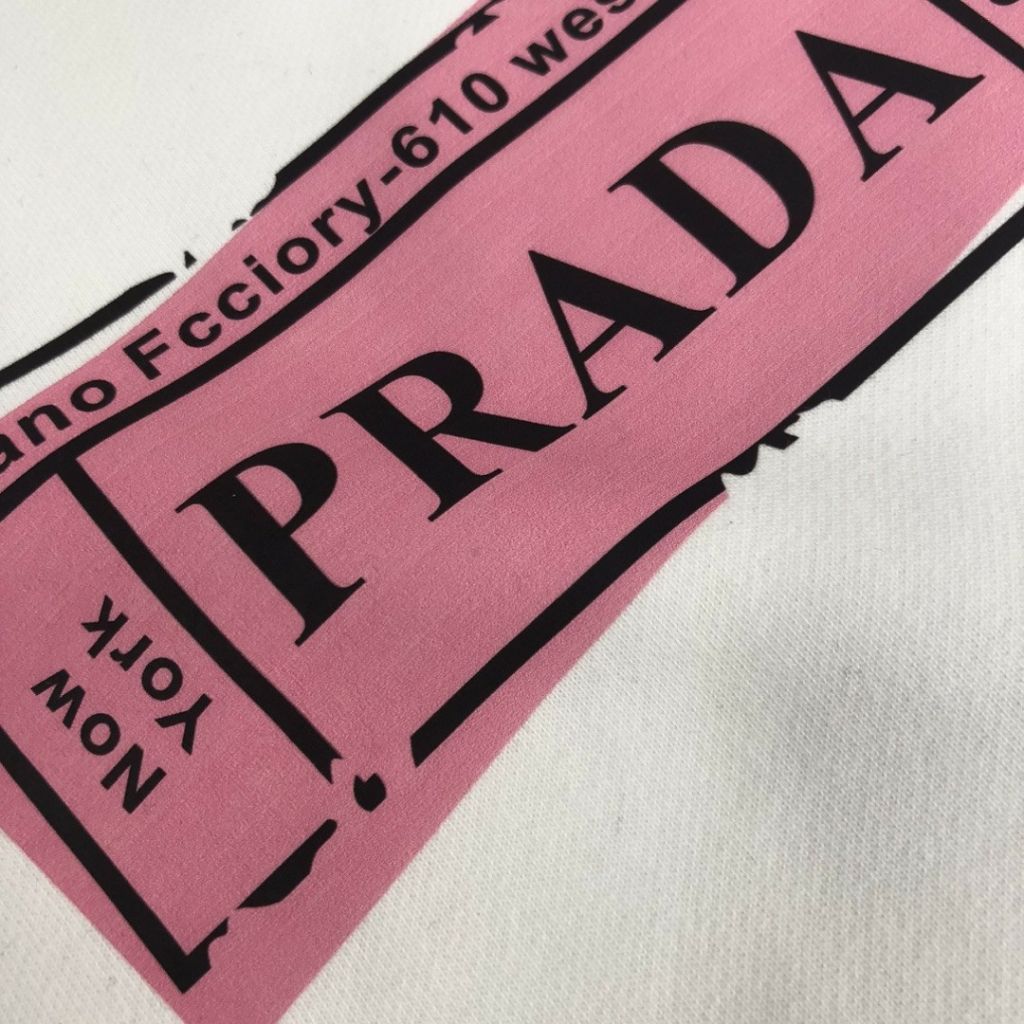 ano Fcciory-610 wes
PRADA
Now
York